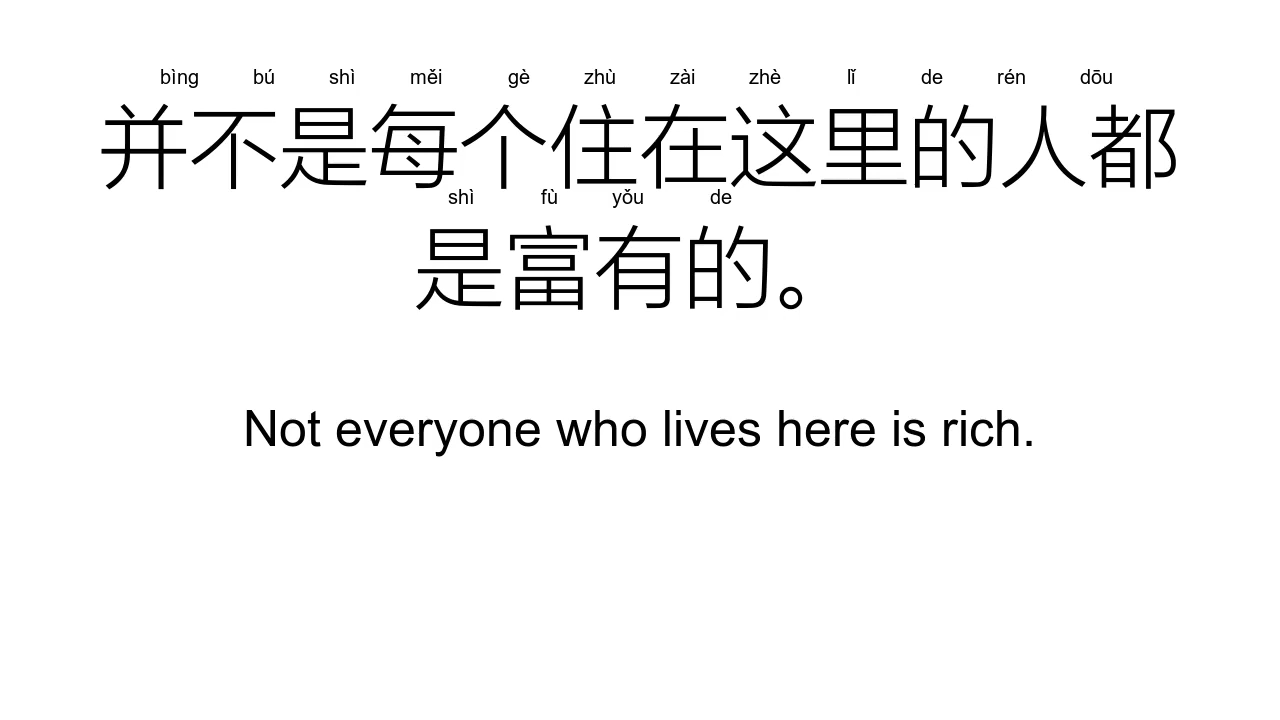 bìng bú shì měi gè zhù zài zhè lǐ de rén dōu
并不是每个住在这里的人都
shì fù yǒu de
是富有的。
Not everyone who lives here is rich.